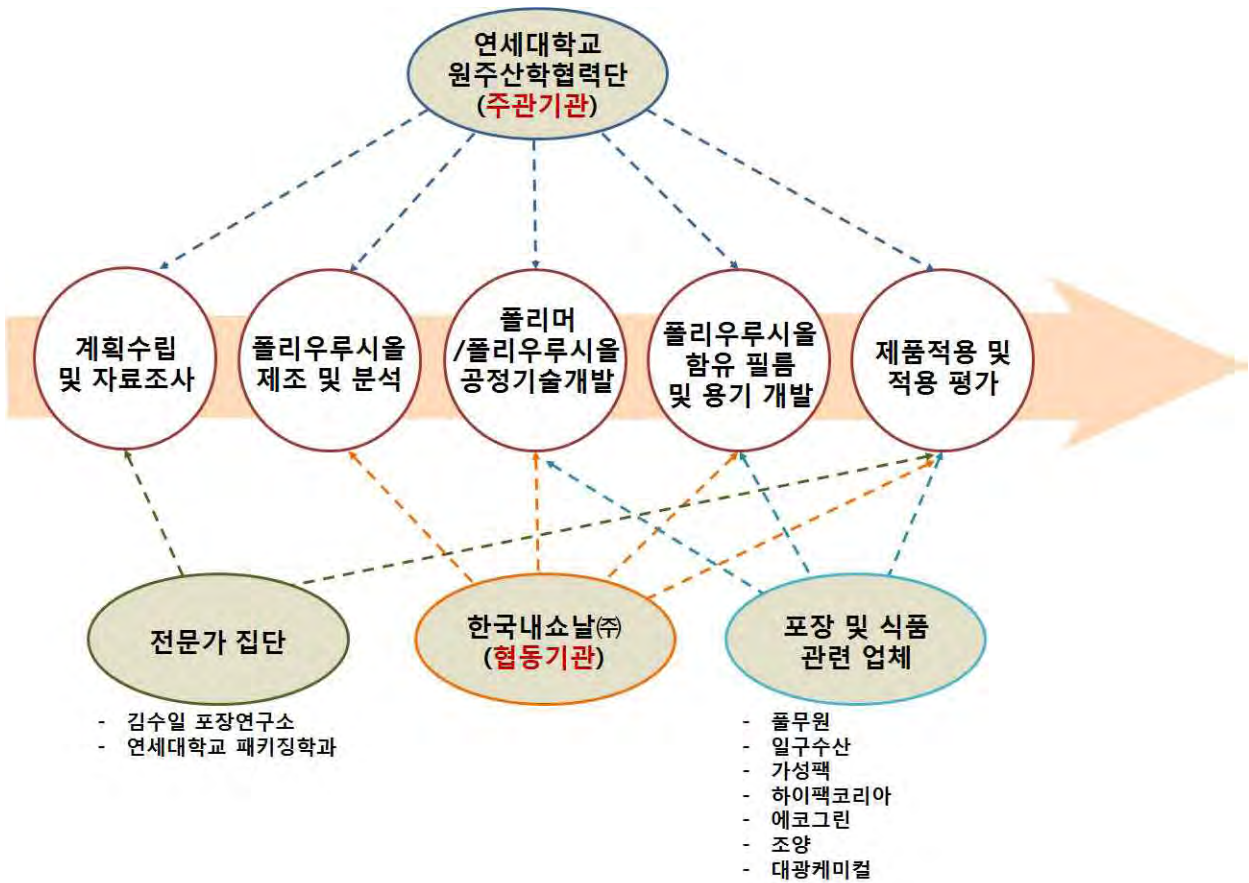 연세대학교
원주산학협력단
(주관기관)
계획수립
및 자료조사
폴리우루시올
제조 및 분석
폴리머
/폴리우루시올
공정기술개발
폴리우루시올
함유 필름
및 용기 개발
제품적용 및
적용 평가
전문가 집단
- 김수일 포장연구소
- 연세대학교 패키징학과
한국내쇼날㈜
(협동기관)
포장 및 식품
관련 업체
- 풀무원
- 일구수산
- 가성팩
- 하이팩코리아
- 에코그린
- 조양
- 대광케미컬